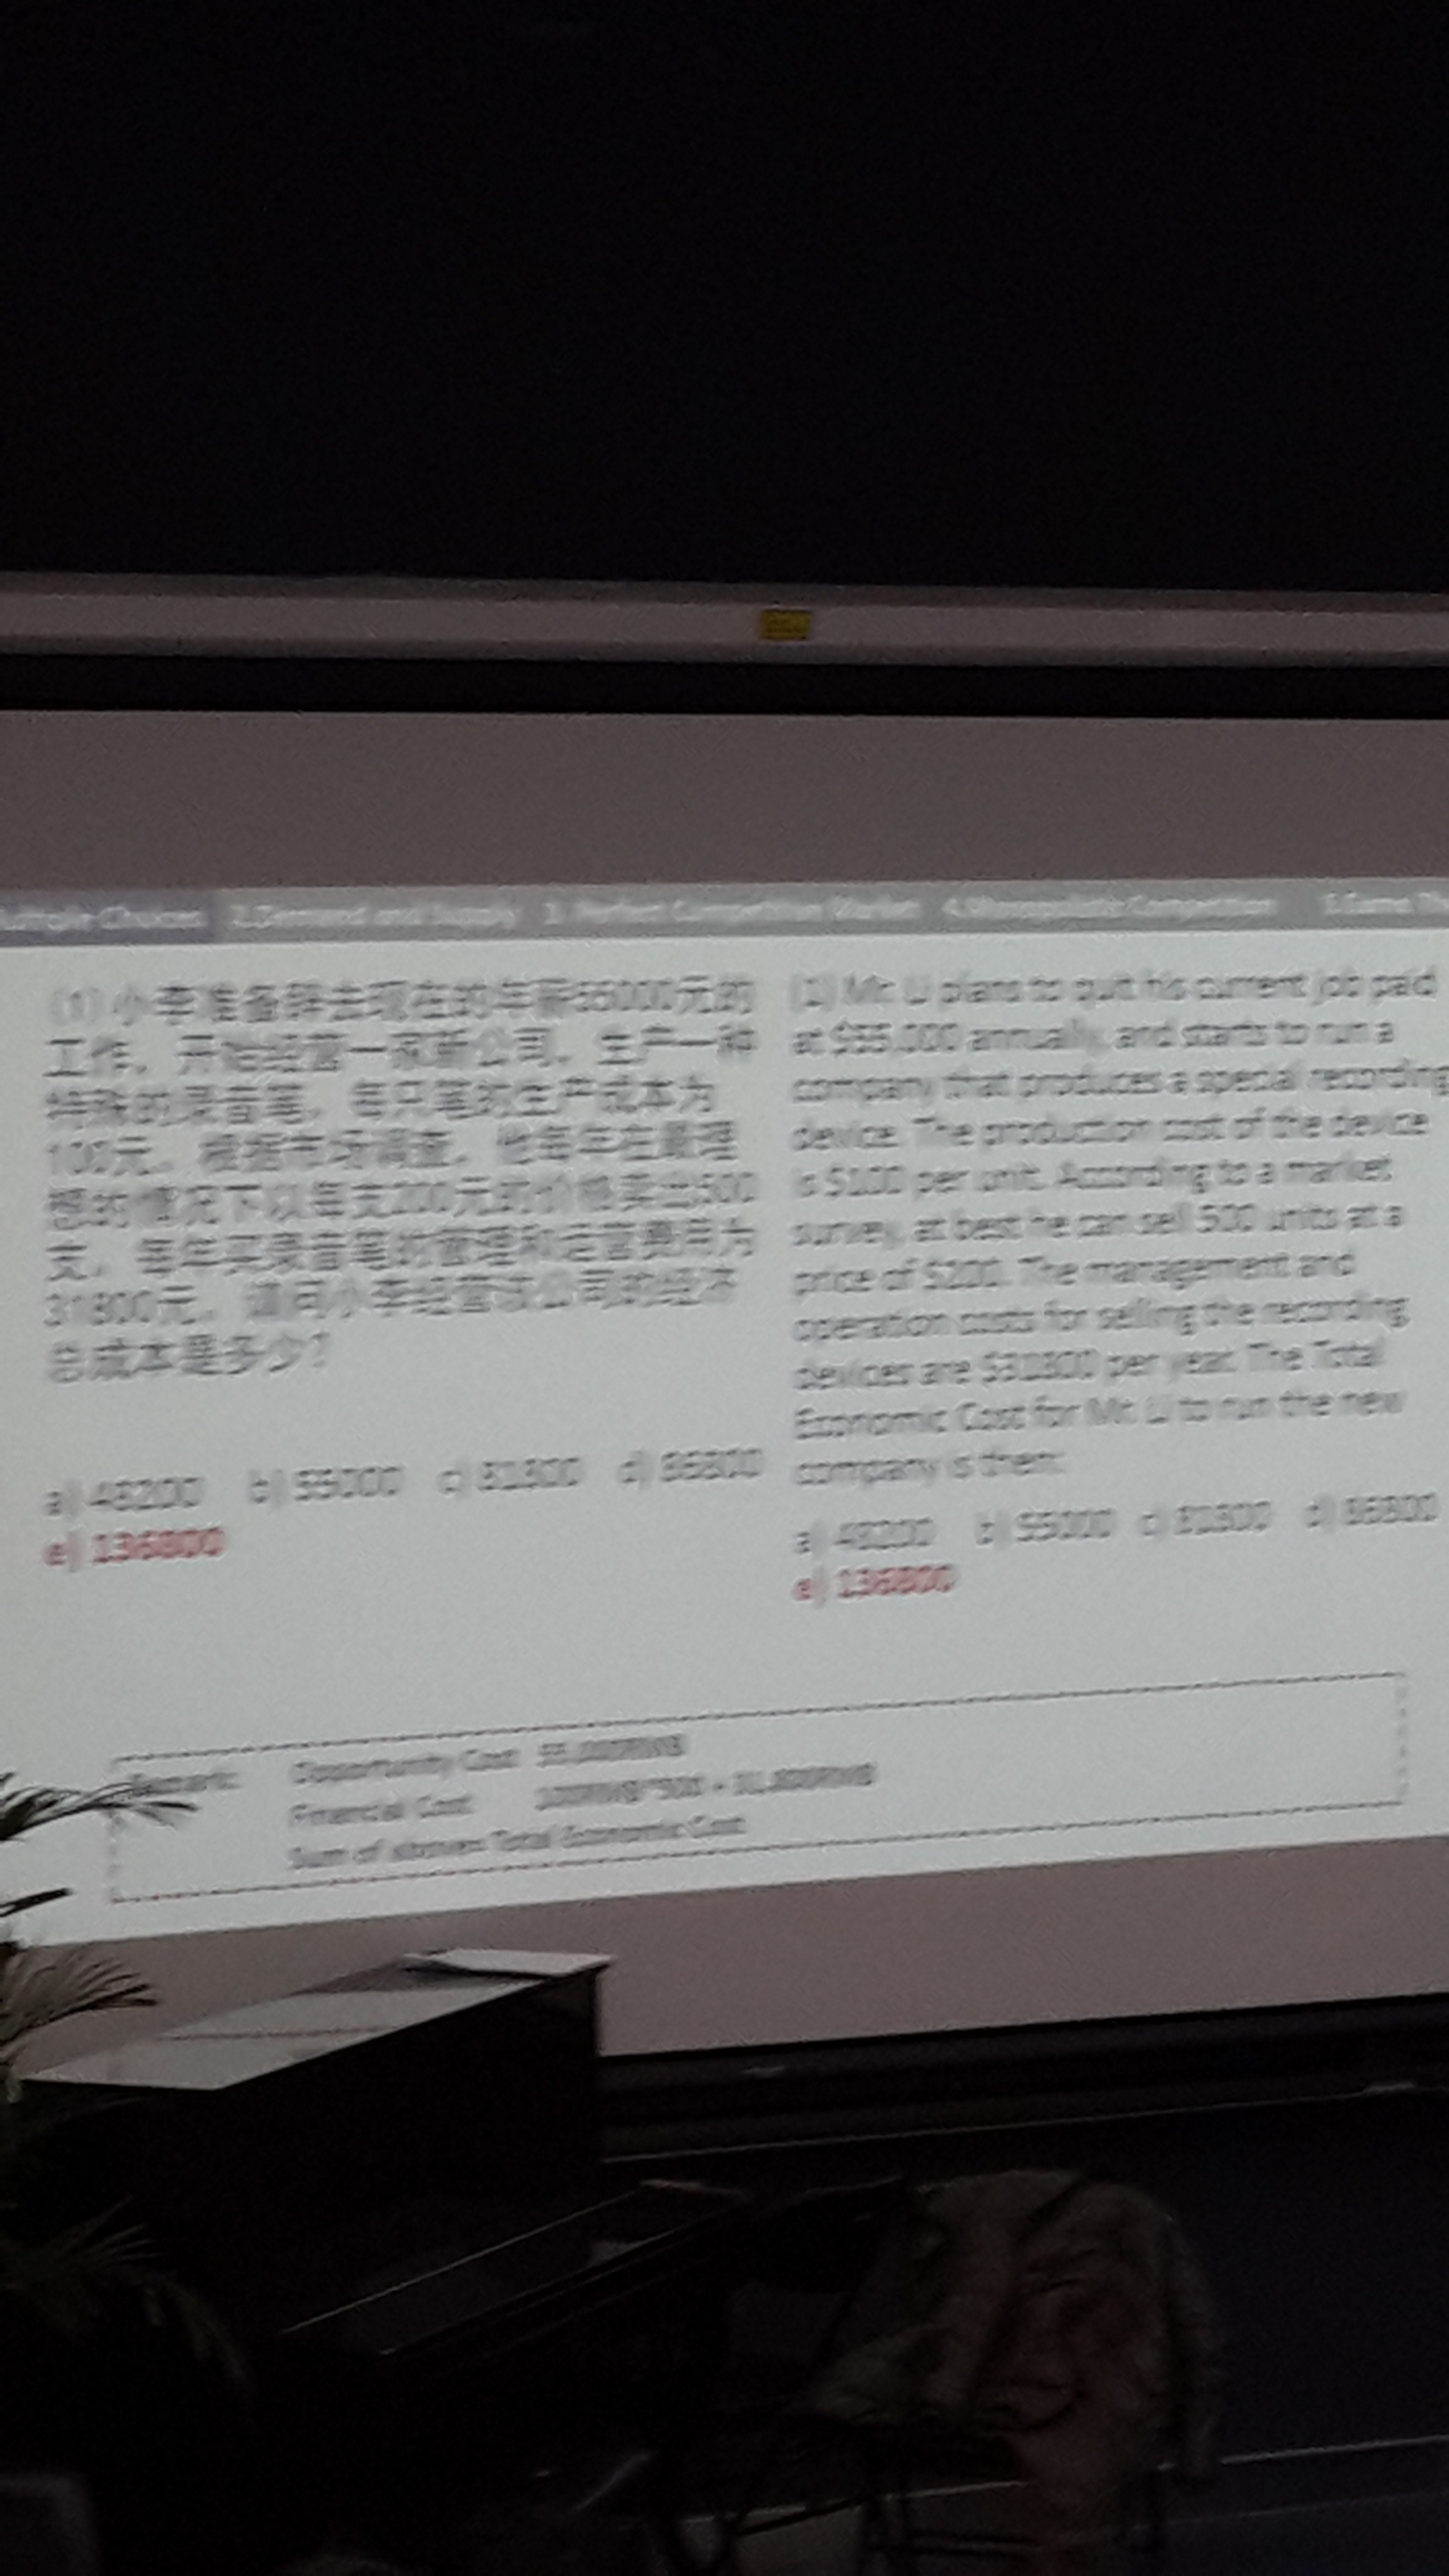 2.Demand and Supply 3. Perfect Competitive Market 4.Monopolistic Competition
(1) 小李准备辞去现在的年薪55000元的
工作，开始经营一家新公司，生产一种
特殊的录音笔，每只笔的生产成本为
100元。根据市场调查，他每年在最理
想的情况下以每支200元的价格卖出500
支，每年卖录音笔的管理和运营费用为
31800元。请问小李经营该公司的经济
总成本是多少？
a) 48200 b) 55000 c) 81800 d) 86800
e) 136800
(1) Mr. Li plans to quit his current job paid
at $55,000 annually, and starts to run a
company that produces a special recording
device. The production cost of the device
is $100 per unit. According to a market
survey, at best he can sell 500 units at a
price of $200. The management and
operation costs for selling the recording
devices are $31800 per year. The Total
Economic Cost for Mr. Li to run the new
company is then:
a) 48200 b) 55000 c) 81800 d) 86800
e) 136800
Remark: Opportunity Cost 55,000RMB
Financial Cost 100RMB*500 + 31,800RMB
Sum of above= Total Economic Cost